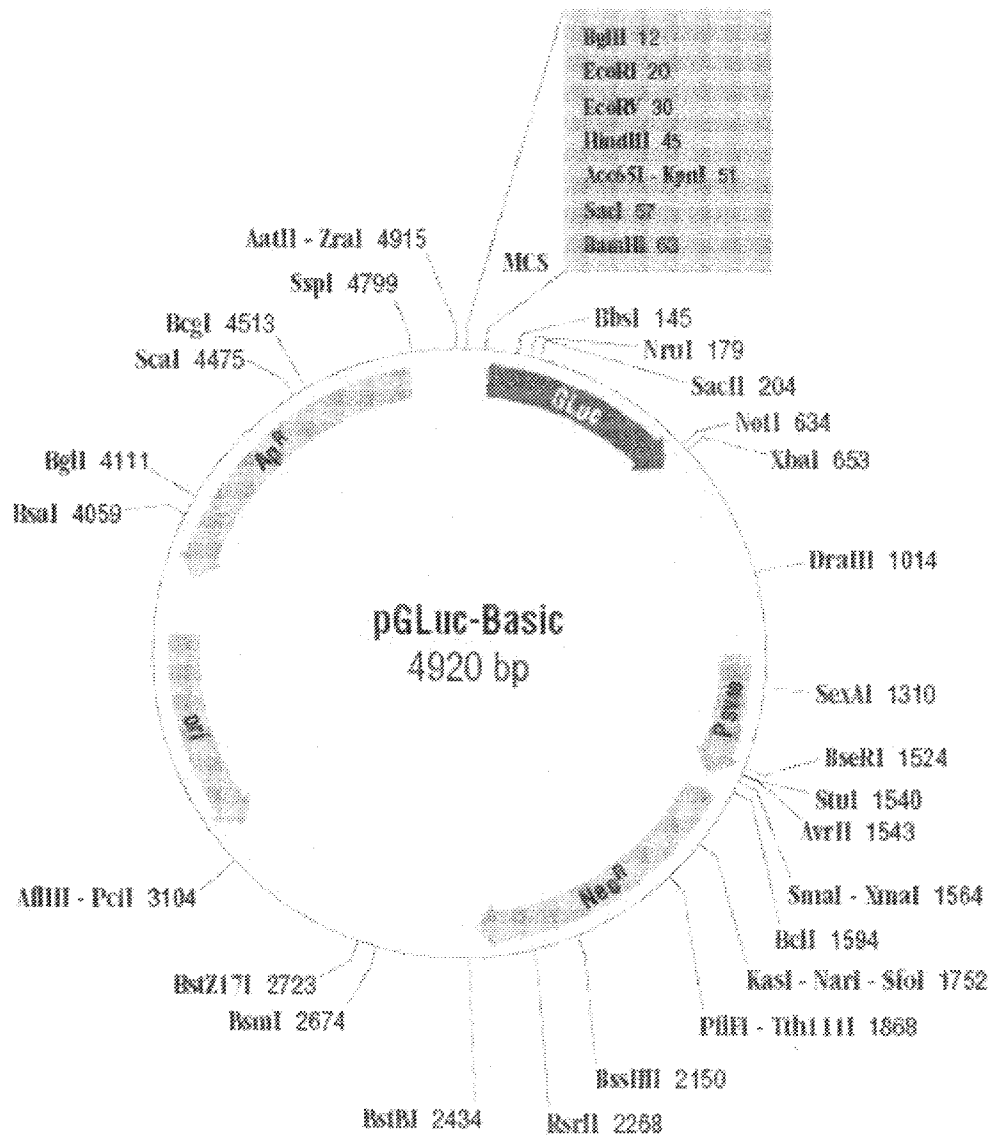 BglII 12
EcoRI 20
EcoRV 30
HindIII 45
Acc65I - KpnI 51
SacI 57
BamHI 63
MCS
AatII - ZraI 4915
SspI 4799
BcgI 4513
ScaI 4475
BglI 4111
BsaI 4059
BbsI 145
NruI 179
SacII 204
NotI 634
XbaI 653
DraIII 1014
SexAI 1310
BseRI 1524
StuI 1540
AvrII 1543
SmaI - XmaI 1564
BclI 1594
KasI - NarI - SfoI 1752
PflFI - Tth111I 1868
BssHII 2150
RsrII 2268
BstBI 2434
BsmI 2674
BstZ17I 2723
AflIII - PciI 3104
GLuc
ApR
ori
NeoR
P SV40
pGLuc-Basic
4920 bp